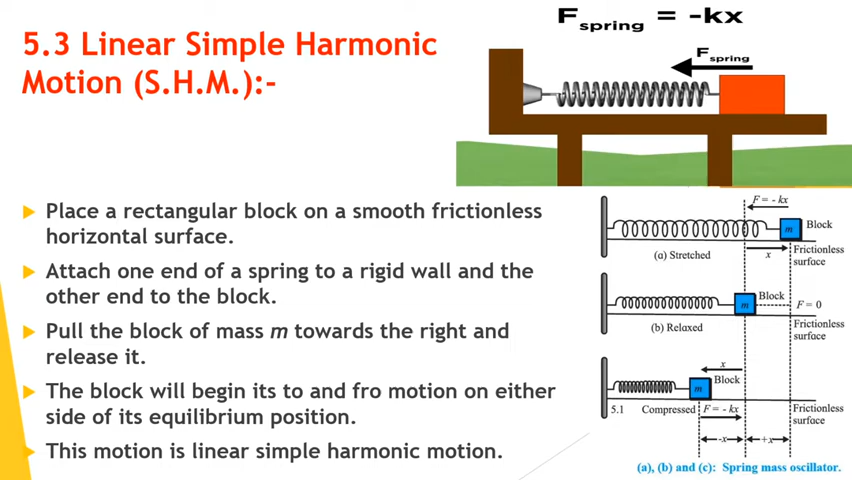 5.3 Linear Simple Harmonic
Motion (S.H.M.):-
Fspring = -kx
Fspring
Place a rectangular block on a smooth frictionless
horizontal surface.
Attach one end of a spring to a rigid wall and the
other end to the block.
Pull the block of mass m towards the right and
release it.
The block will begin its to and fro motion on either
side of its equilibrium position.
This motion is linear simple harmonic motion.
F = - kx
m
Block
(a) Stretched
x
Frictionless
surface
Block
m
F = 0
(b) Relaxed
Frictionless
surface
x
m
Block
5.1
Compressed
F = - kx
Frictionless
surface
-x
+x
(a), (b) and (c): Spring mass oscillator.